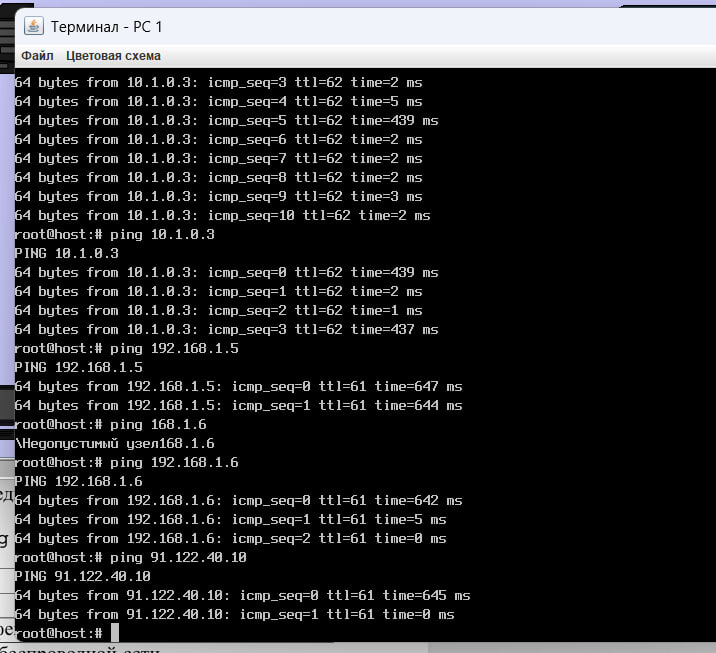 Терминал - PC 1
Файл Цветовая схема
64 bytes from 10.1.0.3: icmp_seq=3 ttl=62 time=2 ms
64 bytes from 10.1.0.3: icmp_seq=4 ttl=62 time=5 ms
64 bytes from 10.1.0.3: icmp_seq=5 ttl=62 time=439 ms
64 bytes from 10.1.0.3: icmp_seq=6 ttl=62 time=2 ms
64 bytes from 10.1.0.3: icmp_seq=7 ttl=62 time=2 ms
64 bytes from 10.1.0.3: icmp_seq=8 ttl=62 time=2 ms
64 bytes from 10.1.0.3: icmp_seq=9 ttl=62 time=3 ms
64 bytes from 10.1.0.3: icmp_seq=10 ttl=62 time=2 ms
root@host:# ping 10.1.0.3
PING 10.1.0.3
64 bytes from 10.1.0.3: icmp_seq=0 ttl=62 time=439 ms
64 bytes from 10.1.0.3: icmp_seq=1 ttl=62 time=2 ms
64 bytes from 10.1.0.3: icmp_seq=2 ttl=62 time=1 ms
64 bytes from 10.1.0.3: icmp_seq=3 ttl=62 time=437 ms
root@host:# ping 192.168.1.5
PING 192.168.1.5
64 bytes from 192.168.1.5: icmp_seq=0 ttl=61 time=647 ms
64 bytes from 192.168.1.5: icmp_seq=1 ttl=61 time=644 ms
root@host:# ping 168.1.6
\Недопустимый узел168.1.6
root@host:# ping 192.168.1.6
PING 192.168.1.6
64 bytes from 192.168.1.6: icmp_seq=0 ttl=61 time=642 ms
64 bytes from 192.168.1.6: icmp_seq=1 ttl=61 time=5 ms
64 bytes from 192.168.1.6: icmp_seq=2 ttl=61 time=0 ms
root@host:# ping 91.122.40.10
PING 91.122.40.10
64 bytes from 91.122.40.10: icmp_seq=0 ttl=61 time=645 ms
64 bytes from 91.122.40.10: icmp_seq=1 ttl=61 time=0 ms
root@host:#